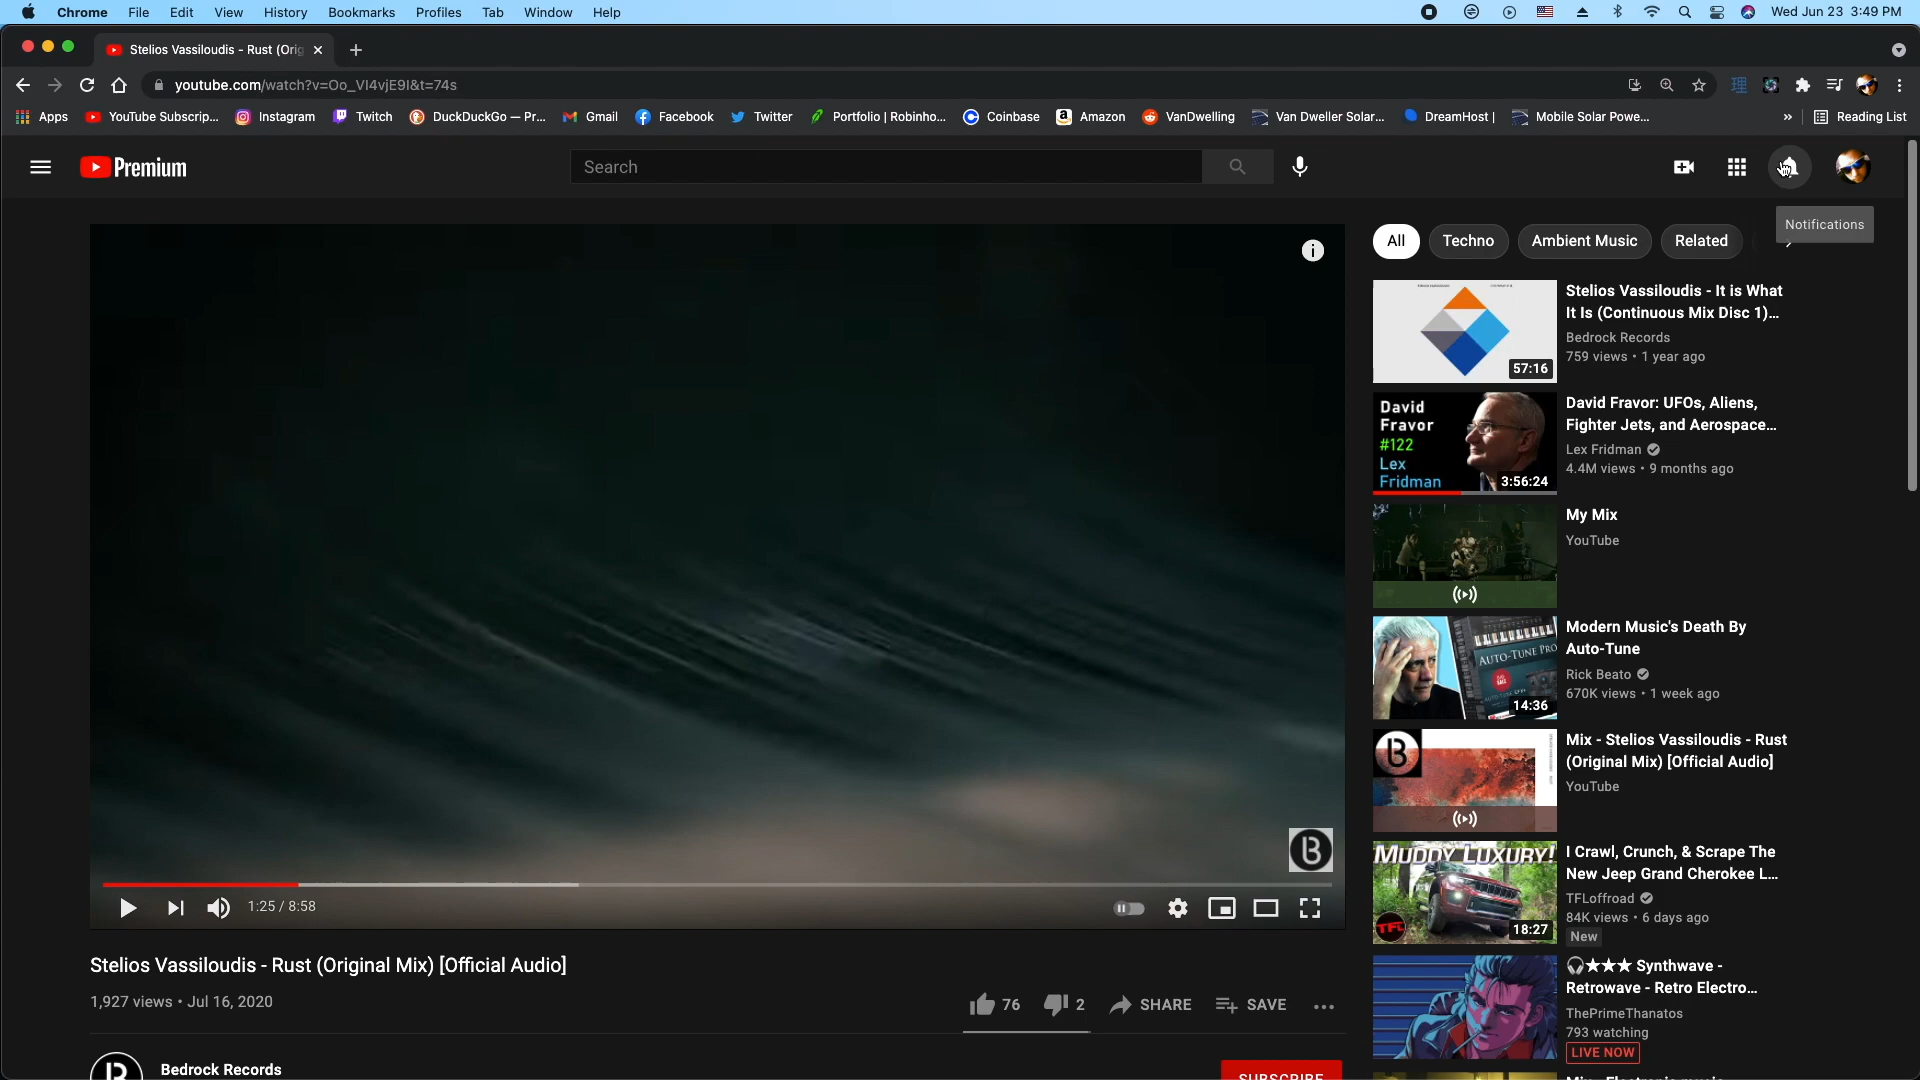 Chrome File Edit View History Bookmarks Profiles Tab Window Help Wed Jun 23 3:49 PM
Stelios Vassiloudis - Rust (Orig
youtube.com/watch?v=Oo_VI4vjE9I&t=74s
Apps YouTube Subscrip... Instagram Twitch DuckDuckGo — Pr... Gmail Facebook Twitter Portfolio | Robinho... Coinbase Amazon VanDwelling Van Dweller Solar... DreamHost | Mobile Solar Powe... » Reading List
Premium
Search
Notifications
All Techno Ambient Music Related
Stelios Vassiloudis - It is What
It Is (Continuous Mix Disc 1)...
Bedrock Records
759 views • 1 year ago
57:16
David
Fravor
#122
Lex
Fridman
3:56:24
David Fravor: UFOs, Aliens,
Fighter Jets, and Aerospace...
Lex Fridman
4.4M views • 9 months ago
My Mix
YouTube
AUTO-TUNE PRO
14:36
Modern Music's Death By
Auto-Tune
Rick Beato
670K views • 1 week ago
B
Mix - Stelios Vassiloudis - Rust
(Original Mix) [Official Audio]
YouTube
MUDDY LUXURY!
TFL
18:27
I Crawl, Crunch, & Scrape The
New Jeep Grand Cherokee L...
TFLoffroad
84K views • 6 days ago
New
🎧★★★ Synthwave -
Retrowave - Retro Electro...
ThePrimeThanatos
793 watching
LIVE NOW
B
1:25 / 8:58
Stelios Vassiloudis - Rust (Original Mix) [Official Audio]
1,927 views • Jul 16, 2020
76 2 SHARE SAVE
Bedrock Records
SUBSCRIBE